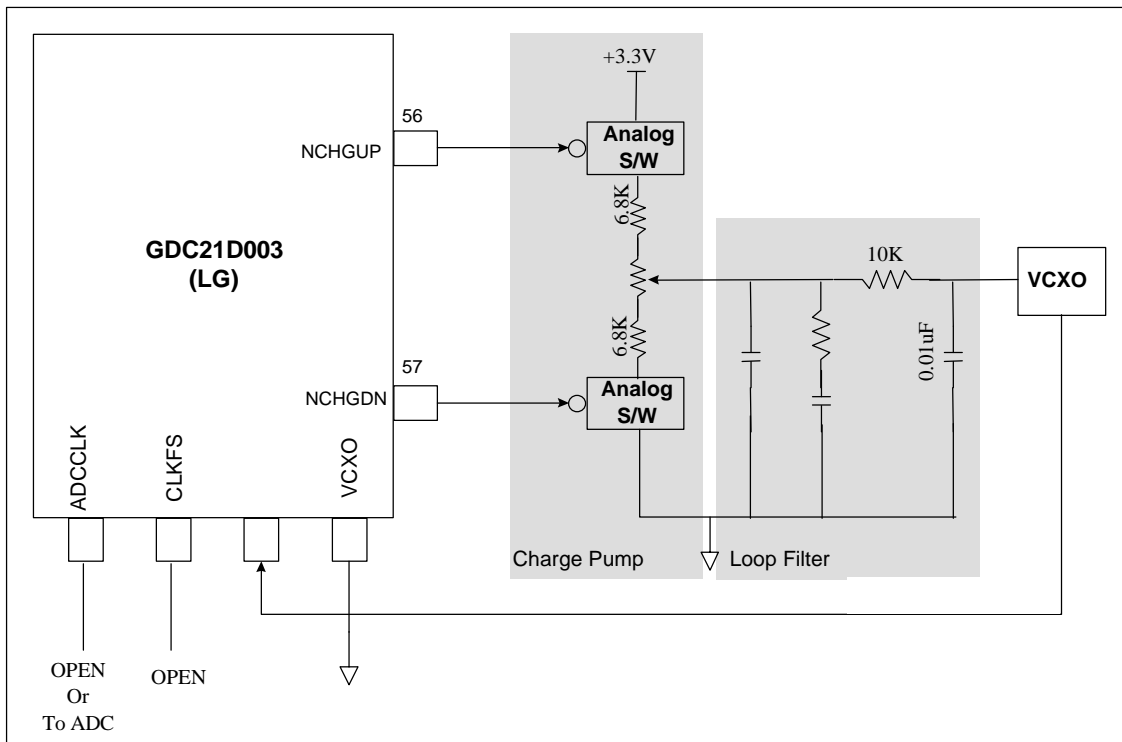 +3.3V
56
NCHGUP
Analog
S/W
6.8K
GDC21D003
(LG)
10K
VCXO
6.8K
0.01uF
57
NCHGDN
Analog
S/W
ADCCLK
CLKFS
VCXO
Charge Pump
Loop Filter
OPEN
Or
To ADC
OPEN